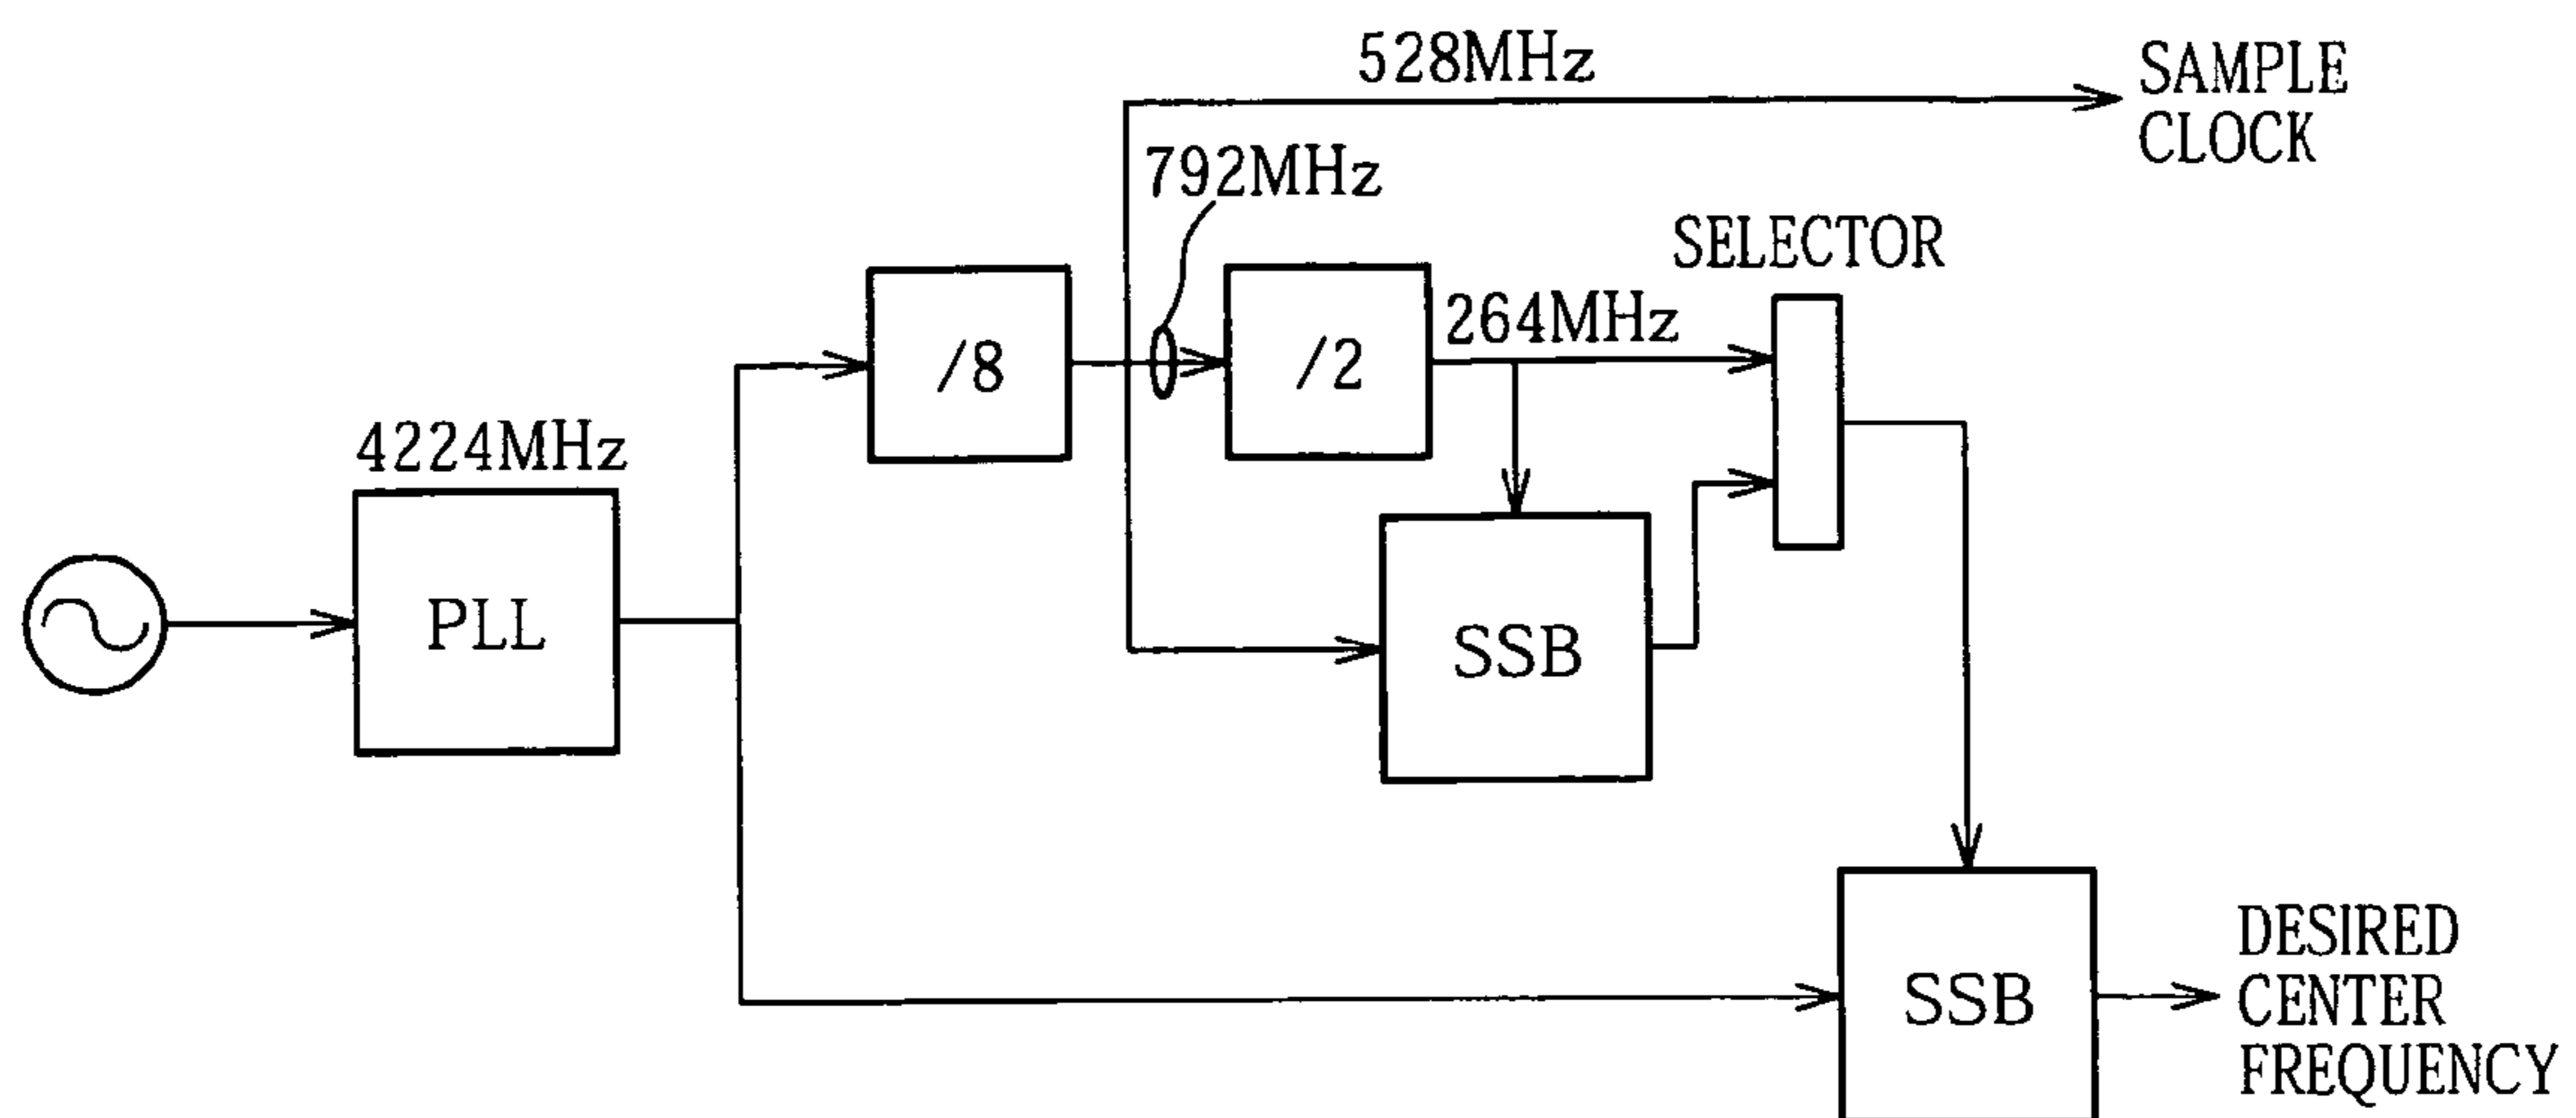 528MHz
SAMPLE
CLOCK
792MHz
SELECTOR
/8
/2
264MHz
4224MHz
PLL
SSB
SSB
DESIRED
CENTER
FREQUENCY